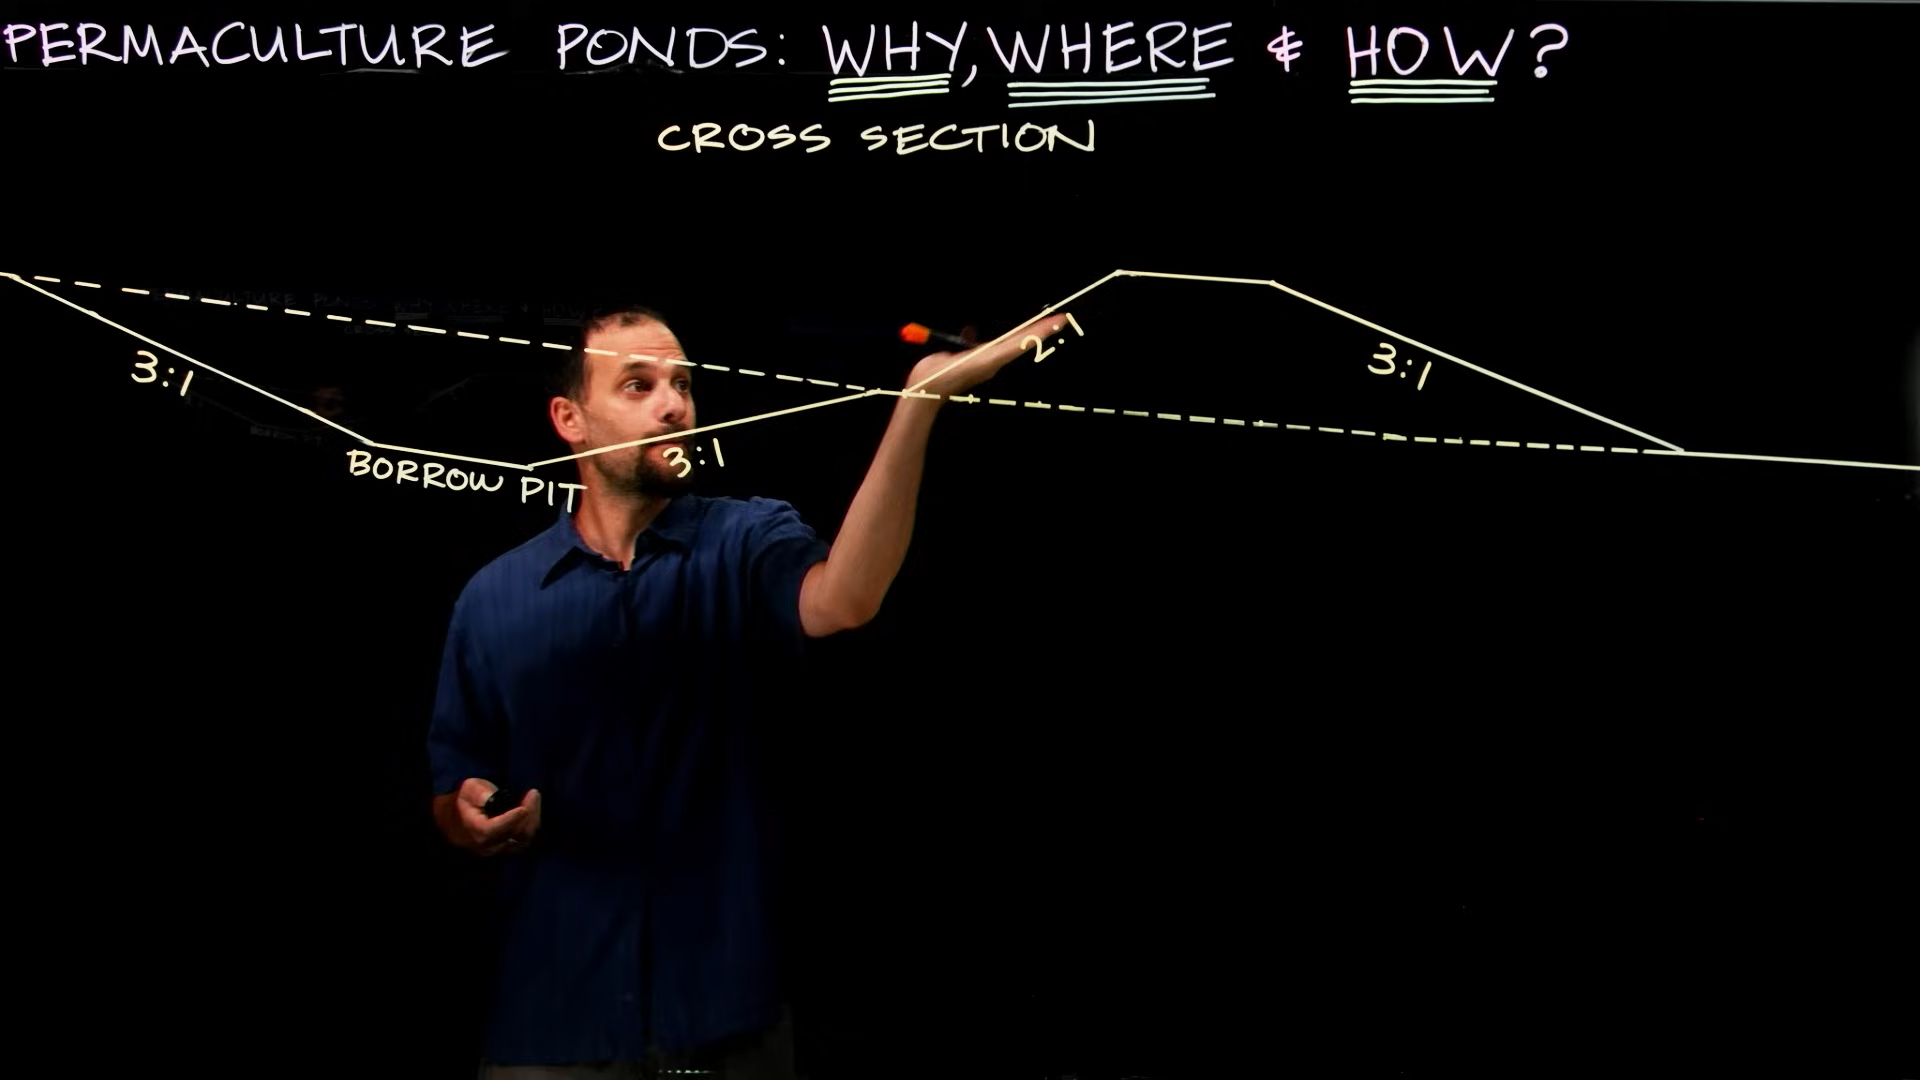 PERMACULTURE PONDS: WHY, WHERE & HOW?
CROSS SECTION
3:1
BORROW PIT
3:1
2:1
3:1